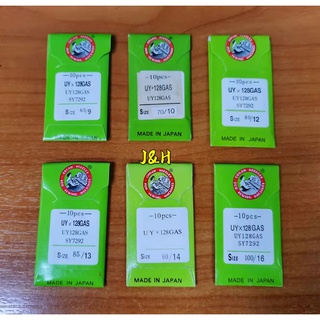 —10pcs—
UY×128GAS
UY128GAS
SY7292
SIZE 65/9
—10pcs—
UY×128GAS
UY128GAS
SIZE 70/10
MADE IN JAPAN
—10pcs—
UY×128GAS
UY128GAS
SY7292
SIZE 80/12
MADE IN JAPAN
J&H
—10pcs—
UY×128GAS
UY128GAS
SY7292
SIZE 85/13
MADE IN JAPAN
—10pcs—
UY×128GAS
SIZE 90/14
MADE IN JAPAN
—10pcs—
UY×128GAS
UY128GAS
SY7292
SIZE 100/16
MADE IN JAPAN